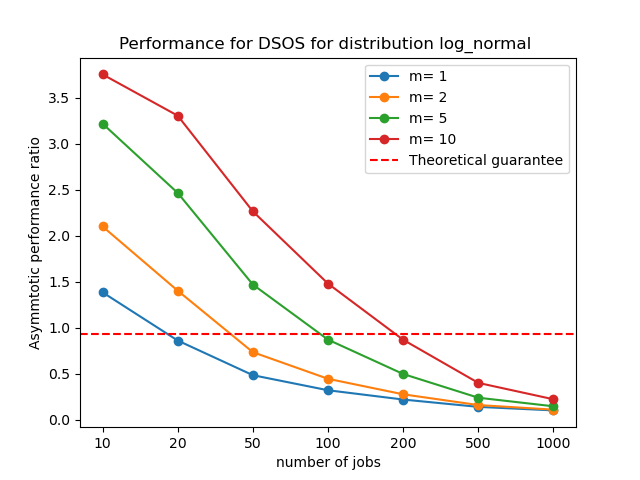 Performance for DSOS for distribution log_normal
Asymmtotic performance ratio
3.5
3.0
2.5
2.0
1.5
1.0
0.5
0.0
m= 1
m= 2
m= 5
m= 10
Theoretical guarantee
10 20 50 100 200 500 1000
number of jobs